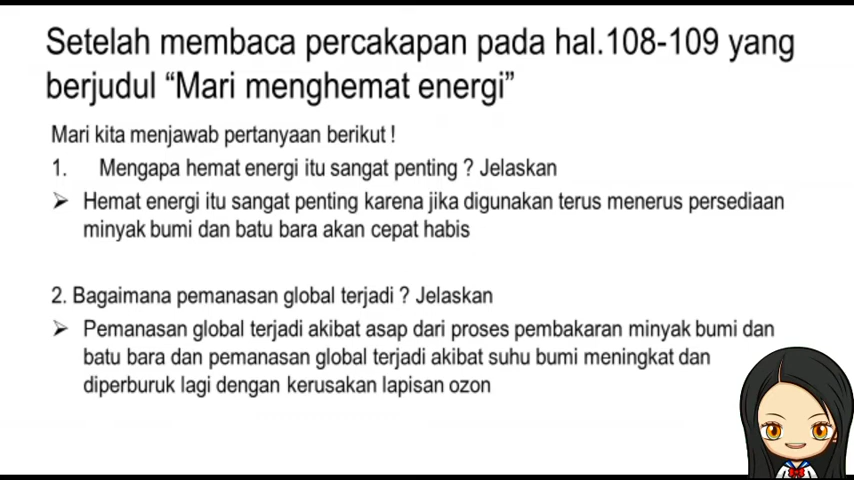 Setelah membaca percakapan pada hal.108-109 yang
berjudul “Mari menghemat energi”
Mari kita menjawab pertanyaan berikut !
1. Mengapa hemat energi itu sangat penting ? Jelaskan
➢ Hemat energi itu sangat penting karena jika digunakan terus menerus persediaan
minyak bumi dan batu bara akan cepat habis
2. Bagaimana pemanasan global terjadi ? Jelaskan
➢ Pemanasan global terjadi akibat asap dari proses pembakaran minyak bumi dan
batu bara dan pemanasan global terjadi akibat suhu bumi meningkat dan
diperburuk lagi dengan kerusakan lapisan ozon